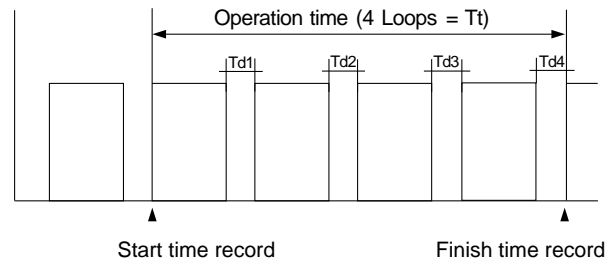 Operation time (4 Loops = Tt)
Td1 Td2 Td3 Td4
Start time record Finish time record